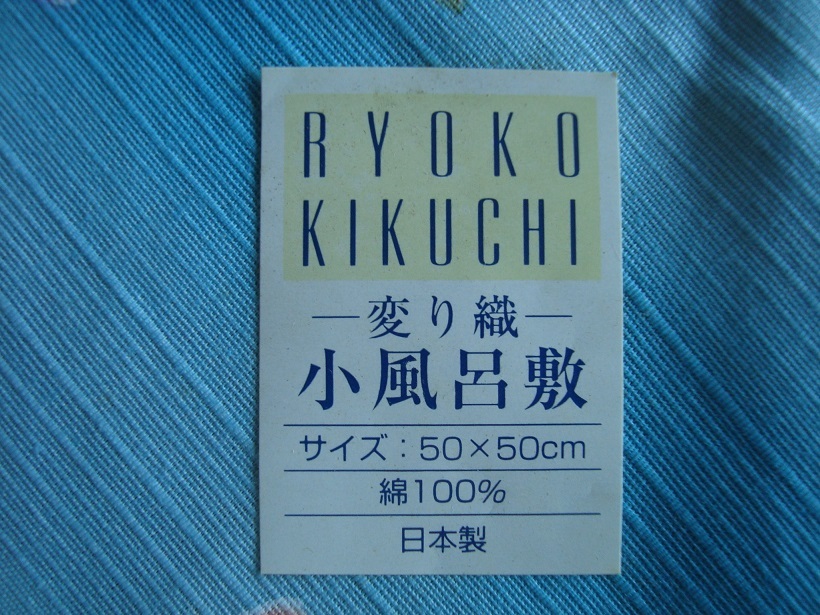 RYOKO
KIKUCHI
―変り織―
小風呂敷
サイズ：50×50cm
綿100%
日本製